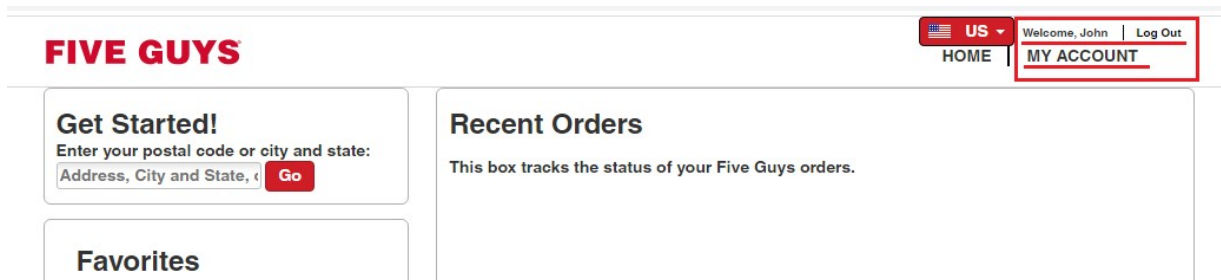 FIVE GUYS
US
Welcome, John | Log Out
HOME | MY ACCOUNT
Get Started!
Enter your postal code or city and state:
Address, City and State,
Go
Recent Orders
This box tracks the status of your Five Guys orders.
Favorites